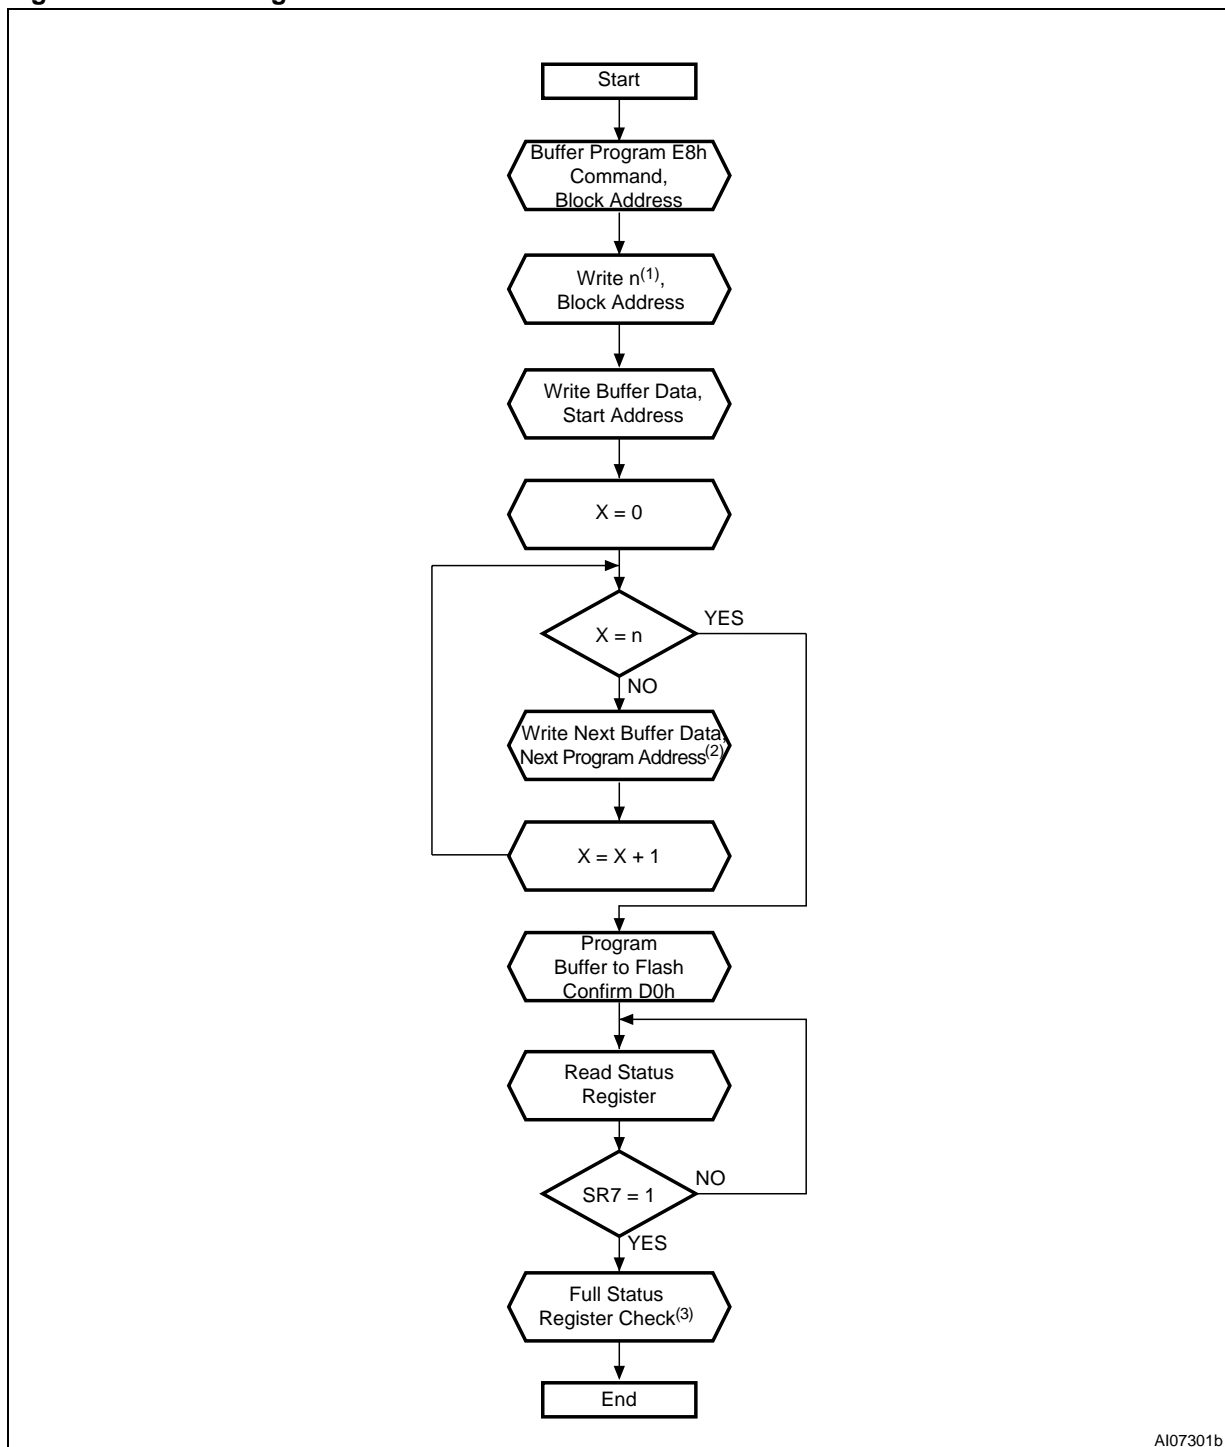 Start
Buffer Program E8h
Command,
Block Address
Write n(1),
Block Address
Write Buffer Data,
Start Address
X = 0
X = n
YES
NO
Write Next Buffer Data,
Next Program Address(2)
X = X + 1
Program
Buffer to Flash
Confirm D0h
Read Status
Register
SR7 = 1
NO
YES
Full Status
Register Check(3)
End
AI07301b